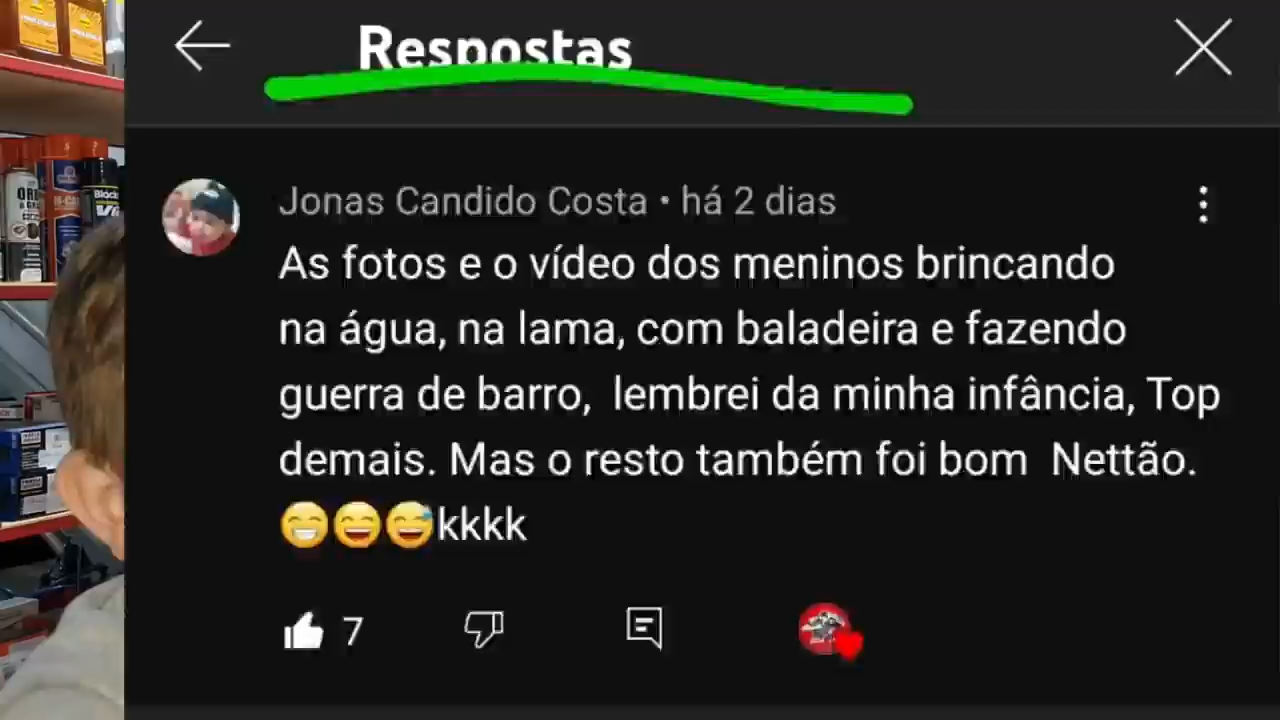 Respostas
Jonas Candido Costa • há 2 dias
As fotos e o vídeo dos meninos brincando
na água, na lama, com baladeira e fazendo
guerra de barro, lembrei da minha infância, Top
demais. Mas o resto também foi bom Nettão.
😁😄😅kkkk
7